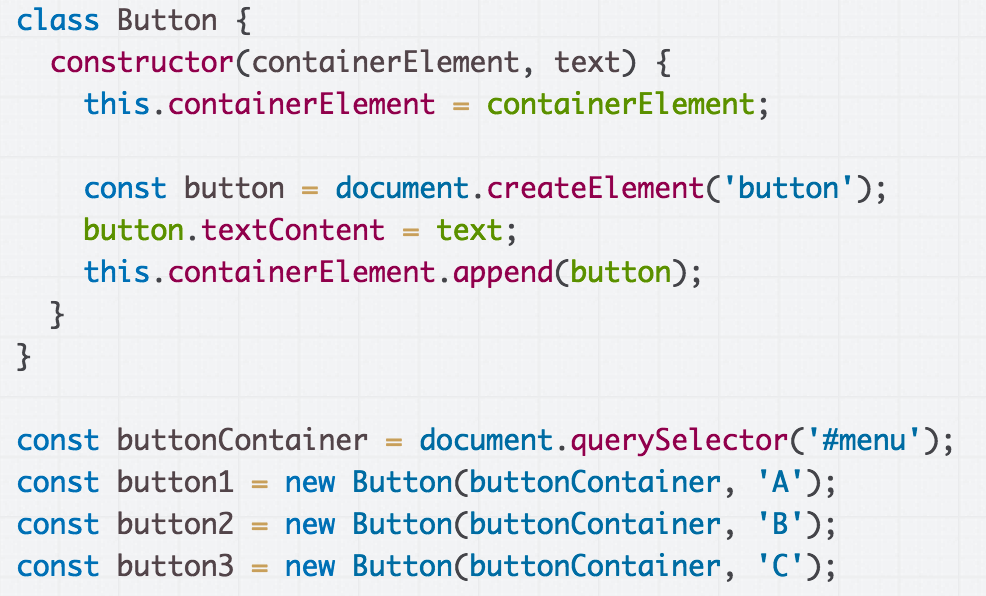 class Button {
  constructor(containerElement, text) {
    this.containerElement = containerElement;

    const button = document.createElement('button');
    button.textContent = text;
    this.containerElement.append(button);
  }
}

const buttonContainer = document.querySelector('#menu');
const button1 = new Button(buttonContainer, 'A');
const button2 = new Button(buttonContainer, 'B');
const button3 = new Button(buttonContainer, 'C');